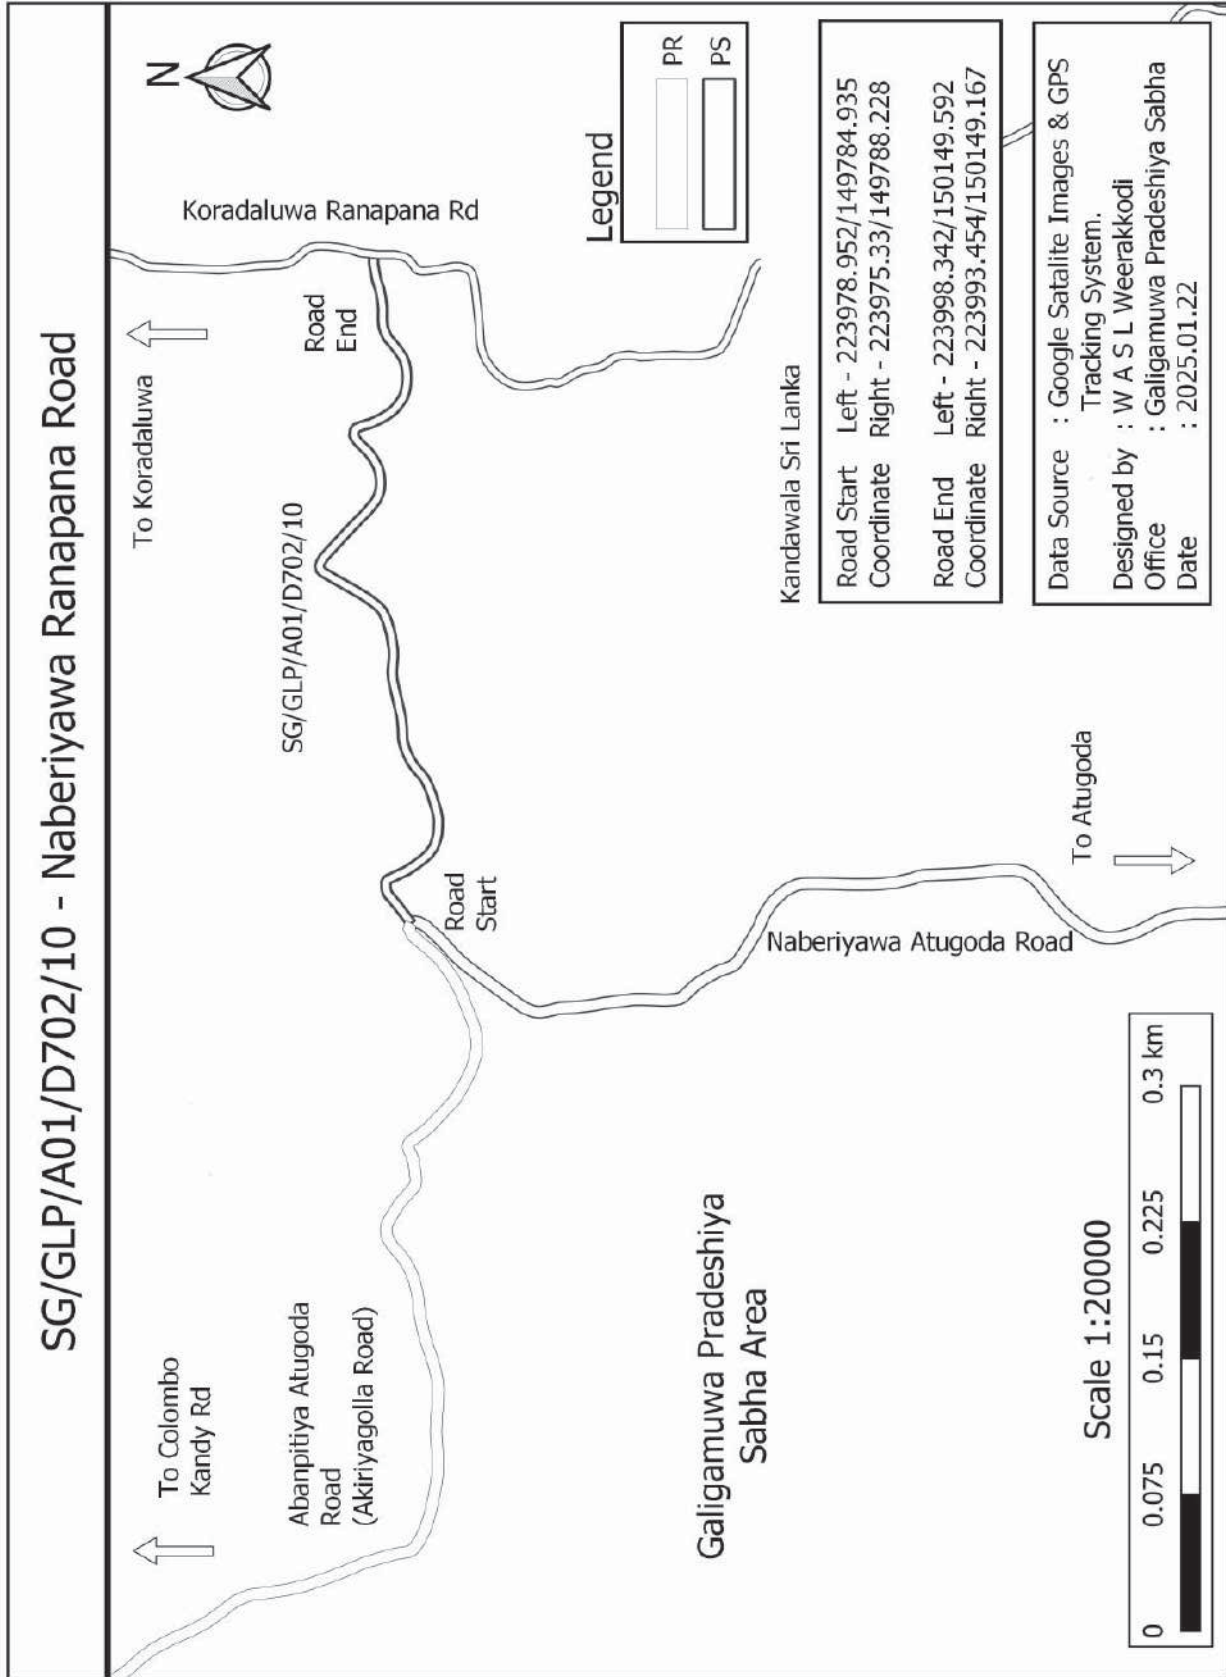 SG/GLP/A01/D702/10 - Naberiyawa Ranapana Road
To Colombo
Kandy Rd
To Koradaluwa
N
Koradaluwa Ranapana Rd
Abanpitiya Atugoda
Road
(Akiriyagolla Road)
SG/GLP/A01/D702/10
Road
End
Road
Start
Legend
PR
PS
Galigamuwa Pradeshiya
Sabha Area
Naberiyawa Atugoda Road
To Atugoda
Kandawala Sri Lanka
Road Start Left - 223978.952/149784.935
Coordinate Right - 223975.33/149788.228
Road End Left - 223998.342/150149.592
Coordinate Right - 223993.454/150149.167
Data Source : Google Satalite Images & GPS
Tracking System.
Designed by : W A S L Weerakkodi
Office : Galigamuwa Pradeshiya Sabha
Date : 2025.01.22
Scale 1:20000
0 0.075 0.15 0.225 0.3 km